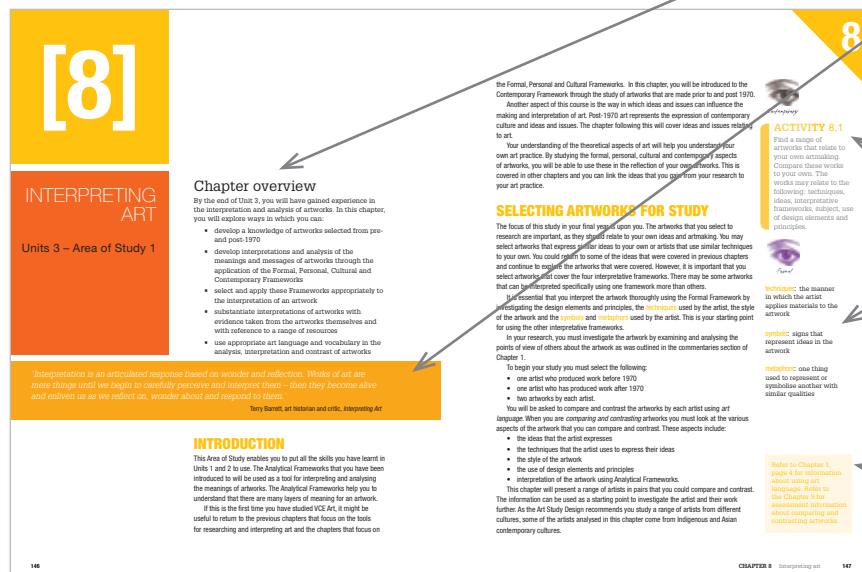 [8]
INTERPRETING
ART
Units 3 – Area of Study 1
Chapter overview
By the end of Unit 3, you will have gained experience in
the interpretation and analysis of artworks. In this chapter,
you will explore ways in which you can:
▪ develop a knowledge of artworks selected from pre-
and post-1970
▪ develop interpretations and analysis of the
meanings and messages of artworks through the
application of the Formal, Personal, Cultural and
Contemporary Frameworks
▪ select and apply these Frameworks appropriately to
the interpretation of an artwork
▪ substantiate interpretations of artworks with
evidence taken from the artworks themselves and
with reference to a range of resources
▪ use appropriate art language and vocabulary in the
analysis, interpretation and contrast of artworks
'Interpretation is an articulated response based on wonder and reflection. Works of art are
mere things until we begin to carefully perceive and interpret them – then they become alive
and enliven us as we reflect on, wonder about and respond to them.'
Terry Barrett, art historian and critic, Interpreting Art
INTRODUCTION
This Area of Study enables you to put all the skills you have learnt in
Units 1 and 2 to use. The Analytical Frameworks that you have been
introduced to will be used as a tool for interpreting and analysing
the meanings of artworks. The Analytical Frameworks help you to
understand that there are many layers of meaning for an artwork.
If this is the first time you have studied VCE Art, it might be
useful to return to the previous chapters that focus on the tools
for researching and interpreting art and the chapters that focus on
146
8
the Formal, Personal and Cultural Frameworks. In this chapter, you will be introduced to the
Contemporary Framework through the study of artworks that are made prior to and post 1970.
Another aspect of this course is the way in which ideas and issues can influence the
making and interpretation of art. Post-1970 art represents the expression of contemporary
culture and ideas and issues. The chapter following this will cover ideas and issues relating
to art.
Your understanding of the theoretical aspects of art will help you understand your
own art practice. By studying the formal, personal, cultural and contemporary aspects
of artworks, you will be able to use these in the reflection of your own artworks. This is
covered in other chapters and you can link the ideas that you gain from your research to
your art practice.
SELECTING ARTWORKS FOR STUDY
The focus of this study in your final year is upon you. The artworks that you select to
research are important, as they should relate to your own ideas and artmaking. You may
select artworks that express similar ideas to your own or artists that use similar techniques
to your own. You could return to some of the ideas that were covered in previous chapters
and continue to explore the artworks that were covered. However, it is important that you
select artworks that cover the four interpretative frameworks. There may be some artworks
that can be interpreted specifically using one framework more than others.
It is essential that you interpret the artwork thoroughly using the Formal Framework by
investigating the design elements and principles, the techniques used by the artist, the style
of the artwork and the symbols and metaphors used by the artist. This is your starting point
for using the other interpretative frameworks.
In your research, you must investigate the artwork by examining and analysing the
points of view of others about the artwork as was outlined in the commentaries section of
Chapter 1.
To begin your study you must select the following:
• one artist who produced work before 1970
• one artist who has produced work after 1970
• two artworks by each artist.
You will be asked to compare and contrast the artworks by each artist using art
language. When you are comparing and contrasting artworks you must look at the various
aspects of the artwork that you can compare and contrast. These aspects include:
• the ideas that the artist expresses
• the techniques that the artist uses to express their ideas
• the style of the artwork
• the use of design elements and principles
• interpretation of the artwork using Analytical Frameworks.
This chapter will present a range of artists in pairs that you could compare and contrast.
The information can be used as a starting point to investigate the artist and their work
further. As the Art Study Design recommends you study a range of artists from different
cultures, some of the artists analysed in this chapter come from Indigenous and Asian
contemporary cultures.
Contemporary
ACTIVITY 8.1
Find a range of
artworks that relate to
your own artmaking.
Compare these works
to your own. The
works may relate to the
following: techniques,
ideas, interpretative
frameworks, subject, use
of design elements and
principles.
Formal
techniques: the manner
in which the artist
applies materials to the
artwork
symbols: signs that
represent ideas in the
artwork
metaphors: one thing
used to represent or
symbolise another with
similar qualities
Refer to Chapter 1,
page 4 for information
about using art
language. Refer to
the Chapter 9 for
assessment information
about comparing and
contrasting artworks.
CHAPTER 8 Interpreting art 147